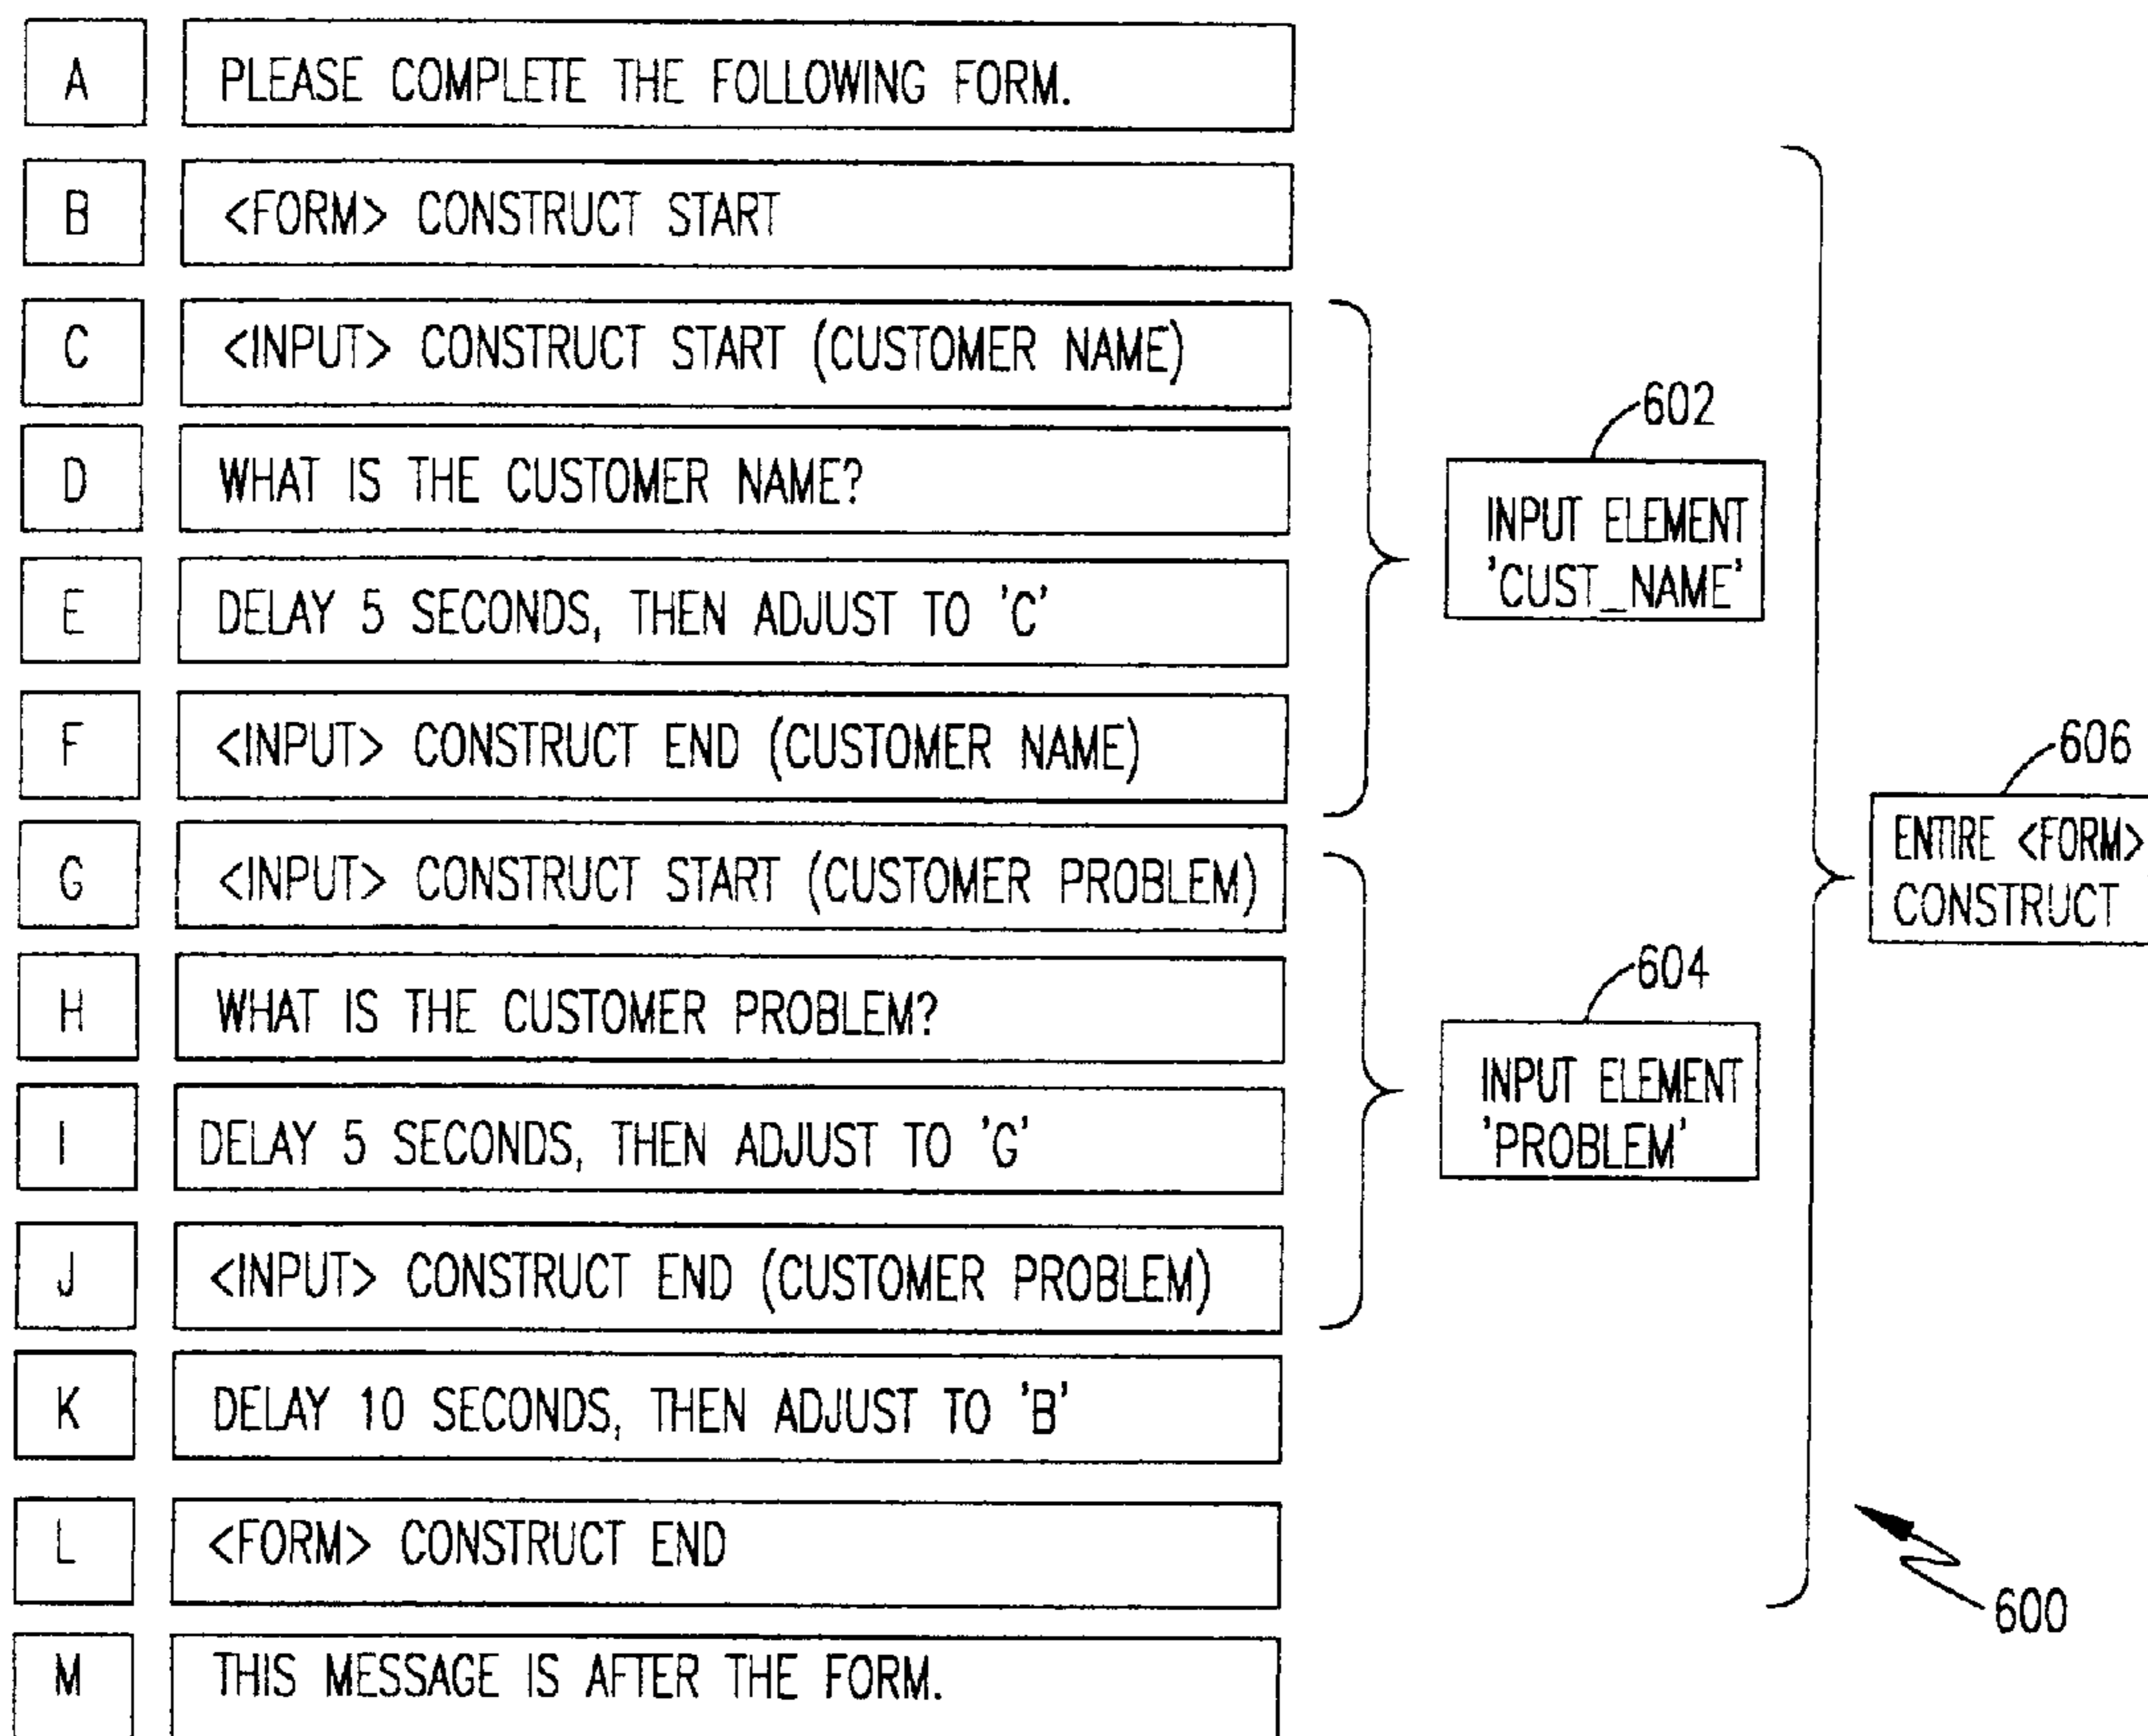 A PLEASE COMPLETE THE FOLLOWING FORM.
B <FORM> CONSTRUCT START
C <INPUT> CONSTRUCT START (CUSTOMER NAME)
D WHAT IS THE CUSTOMER NAME?
E DELAY 5 SECONDS, THEN ADJUST TO 'C'
F <INPUT> CONSTRUCT END (CUSTOMER NAME)
602
INPUT ELEMENT
'CUST_NAME'
G <INPUT> CONSTRUCT START (CUSTOMER PROBLEM)
H WHAT IS THE CUSTOMER PROBLEM?
I DELAY 5 SECONDS, THEN ADJUST TO 'G'
J <INPUT> CONSTRUCT END (CUSTOMER PROBLEM)
604
INPUT ELEMENT
'PROBLEM'
K DELAY 10 SECONDS, THEN ADJUST TO 'B'
L <FORM> CONSTRUCT END
606
ENTIRE <FORM>
CONSTRUCT
600
M THIS MESSAGE IS AFTER THE FORM.